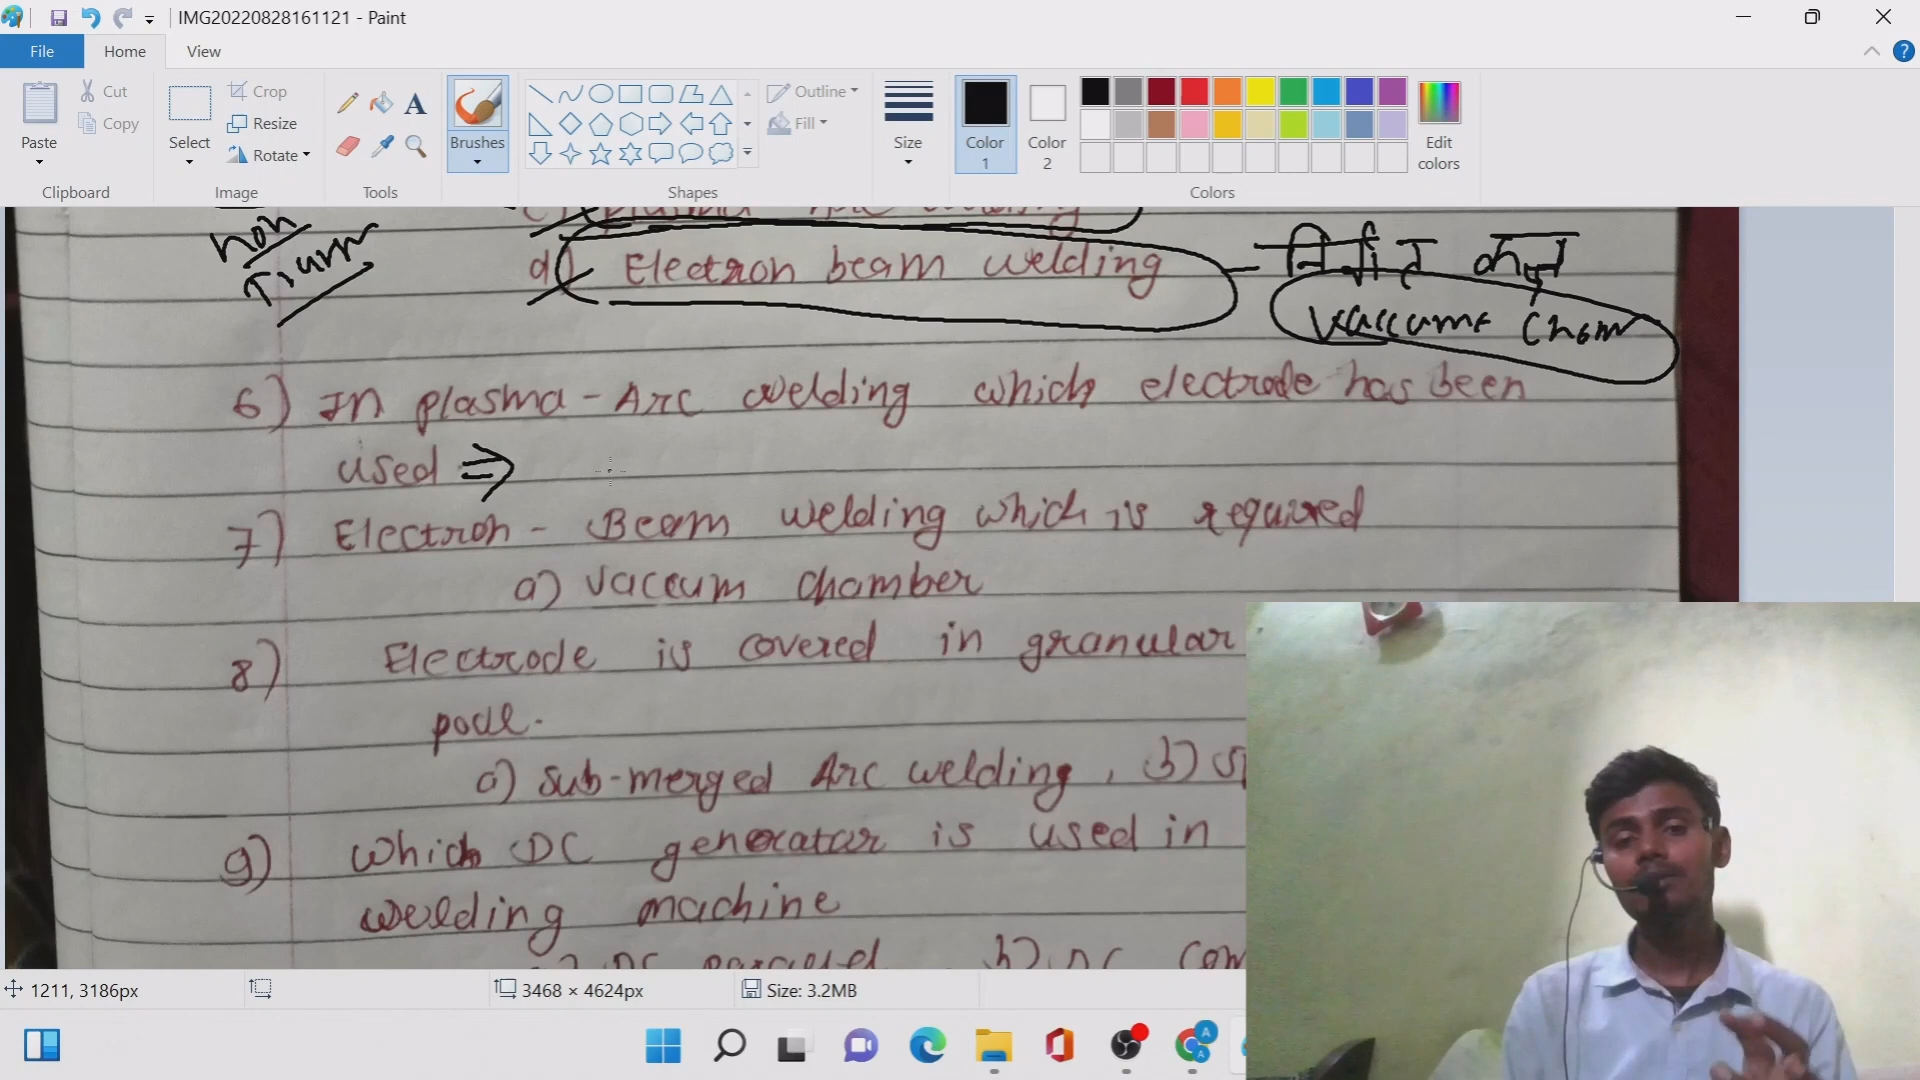 IMG20220828161121 - Paint
File Home View
Paste Cut Copy Clipboard
Select Crop Resize Rotate Image
Tools
Brushes
Shapes
Outline Fill
Size
Color 1 Color 2
Edit colors
Colors
non
d) Electron beam welding
vaccume Cham
6) In plasma - Arc welding which electrode has been
used ⇒
7) Electron - Beam welding which is required
a) vaccum chamber
8) Electrode is covered in granular
a) sub-merged Arc welding, b)
9) Which DC generator is used in
welding machine
b) DC Com
1211, 3186px 3468 × 4624px Size: 3.2MB